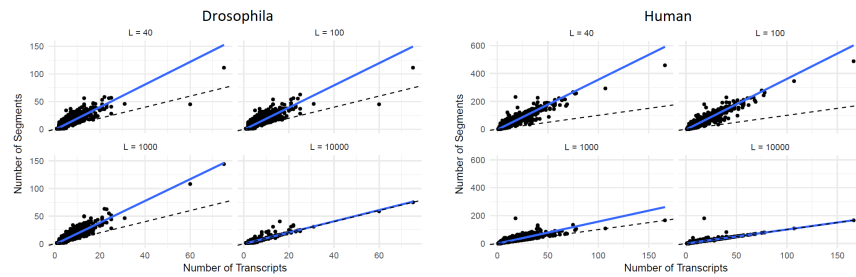 Drosophila
L = 40
L = 100
150
100
50
0
L = 1000
L = 10000
150
100
50
0
0 20 40 60
0 20 40 60
Number of Segments
Number of Transcripts
Human
L = 40
L = 100
600
400
200
0
L = 1000
L = 10000
600
400
200
0
0 50 100 150
0 50 100 150
Number of Segments
Number of Transcripts